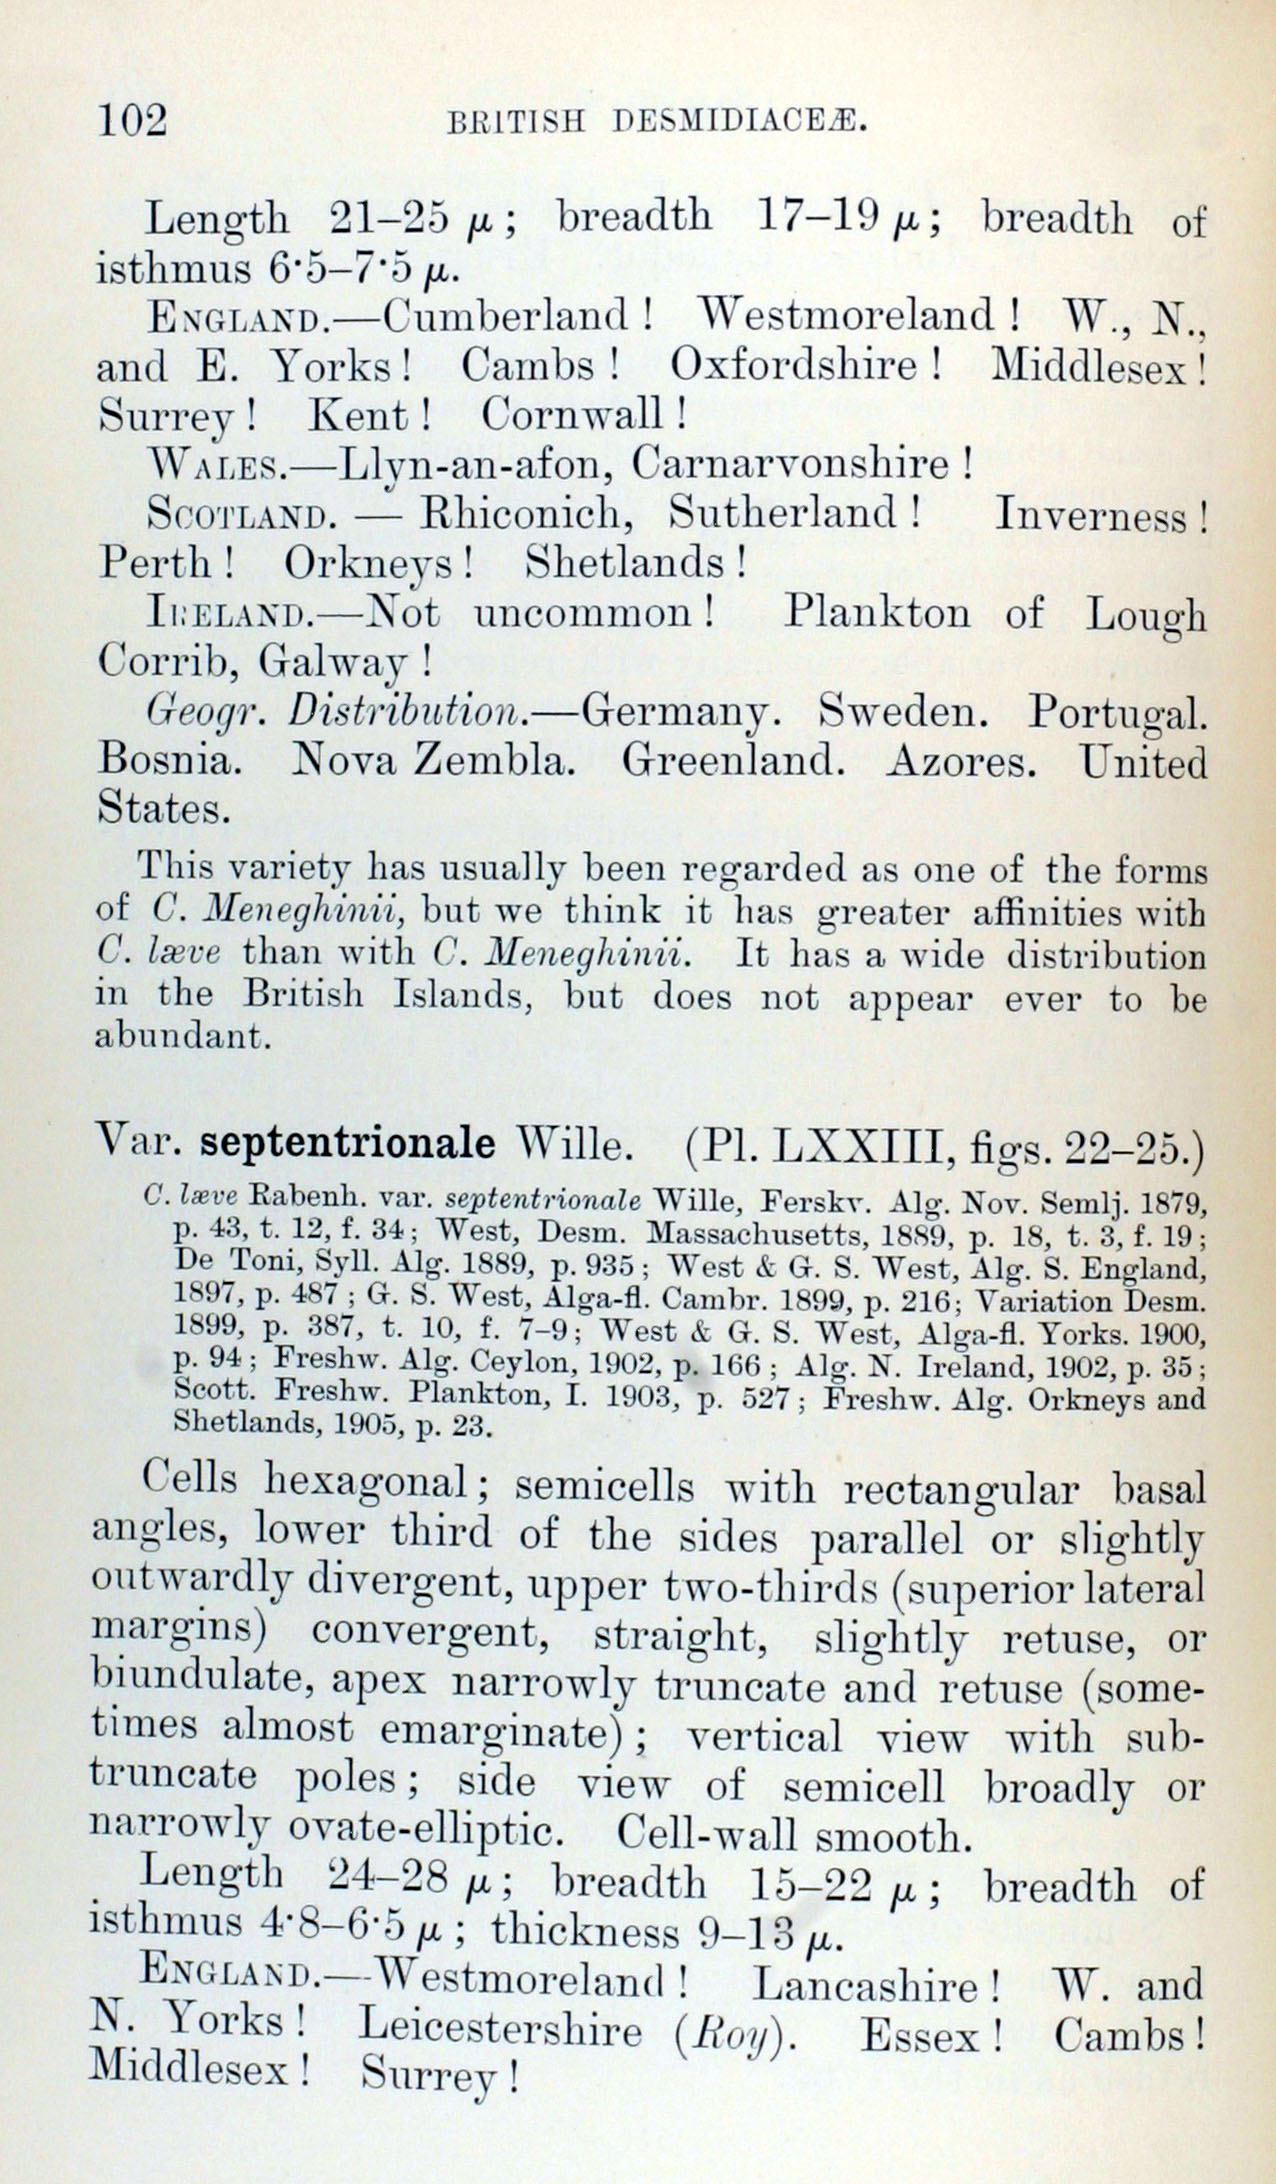 102 BRITISH DESMIDIACEÆ.
Length 21–25 μ; breadth 17–19 μ; breadth of
isthmus 6·5–7·5 μ.
ENGLAND.—Cumberland! Westmoreland! W., N.,
and E. Yorks! Cambs! Oxfordshire! Middlesex!
Surrey! Kent! Cornwall!
WALES.—Llyn-an-afon, Carnarvonshire!
SCOTLAND. — Rhiconich, Sutherland! Inverness!
Perth! Orkneys! Shetlands!
IRELAND.—Not uncommon! Plankton of Lough
Corrib, Galway!
Geogr. Distribution.—Germany. Sweden. Portugal.
Bosnia. Nova Zembla. Greenland. Azores. United
States.
This variety has usually been regarded as one of the forms
of C. Meneghinii, but we think it has greater affinities with
C. læve than with C. Meneghinii. It has a wide distribution
in the British Islands, but does not appear ever to be
abundant.
Var. septentrionale Wille. (Pl. LXXIII, figs. 22–25.)
C. læve Rabenh. var. septentrionale Wille, Ferskv. Alg. Nov. Semlj. 1879,
p. 43, t. 12, f. 34; West, Desm. Massachusetts, 1889, p. 18, t. 3, f. 19;
De Toni, Syll. Alg. 1889, p. 935; West & G. S. West, Alg. S. England,
1897, p. 487; G. S. West, Alga-fl. Cambr. 1899, p. 216; Variation Desm.
1899, p. 387, t. 10, f. 7–9; West & G. S. West, Alga-fl. Yorks. 1900,
p. 94; Freshw. Alg. Ceylon, 1902, p. 166; Alg. N. Ireland, 1902, p. 35;
Scott. Freshw. Plankton, I. 1903, p. 527; Freshw. Alg. Orkneys and
Shetlands, 1905, p. 23.
Cells hexagonal; semicells with rectangular basal
angles, lower third of the sides parallel or slightly
outwardly divergent, upper two-thirds (superior lateral
margins) convergent, straight, slightly retuse, or
biundulate, apex narrowly truncate and retuse (some-
times almost emarginate); vertical view with sub-
truncate poles; side view of semicell broadly or
narrowly ovate-elliptic. Cell-wall smooth.
Length 24–28 μ; breadth 15–22 μ; breadth of
isthmus 4·8–6·5 μ; thickness 9–13 μ.
ENGLAND.—Westmoreland! Lancashire! W. and
N. Yorks! Leicestershire (Roy). Essex! Cambs!
Middlesex! Surrey!